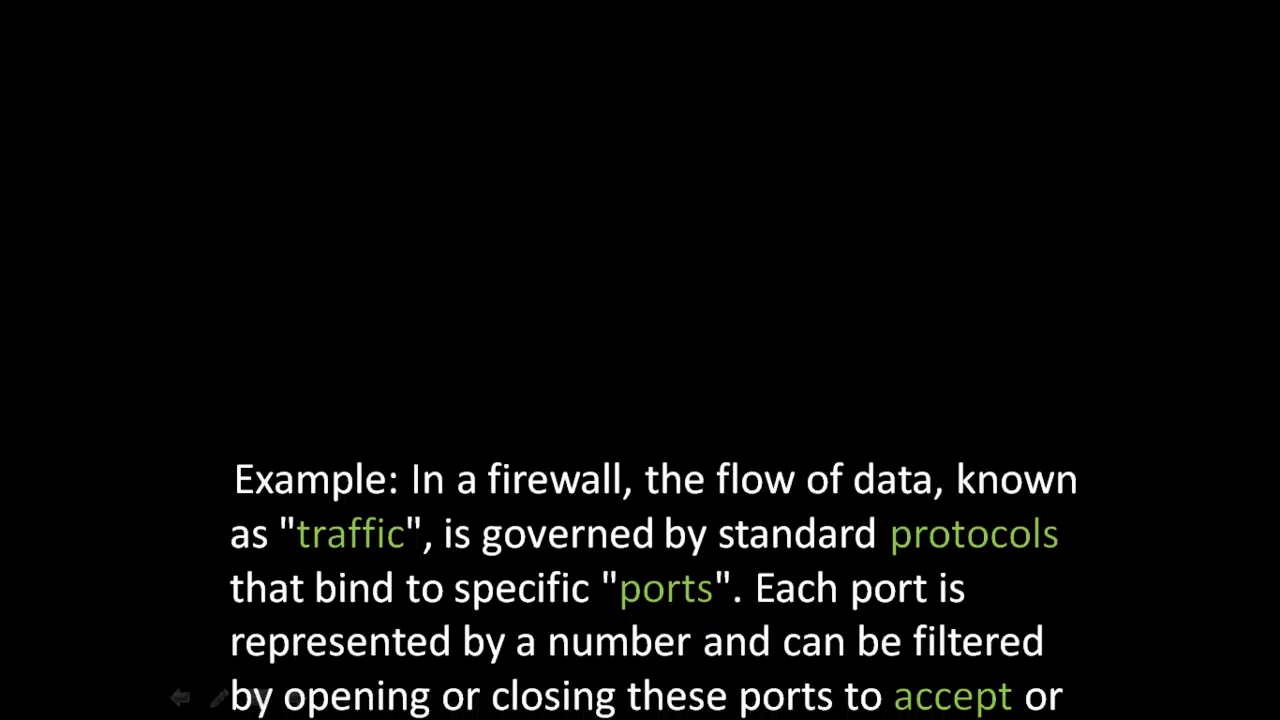 Example: In a firewall, the flow of data, known
as "traffic", is governed by standard protocols
that bind to specific "ports". Each port is
represented by a number and can be filtered
by opening or closing these ports to accept or